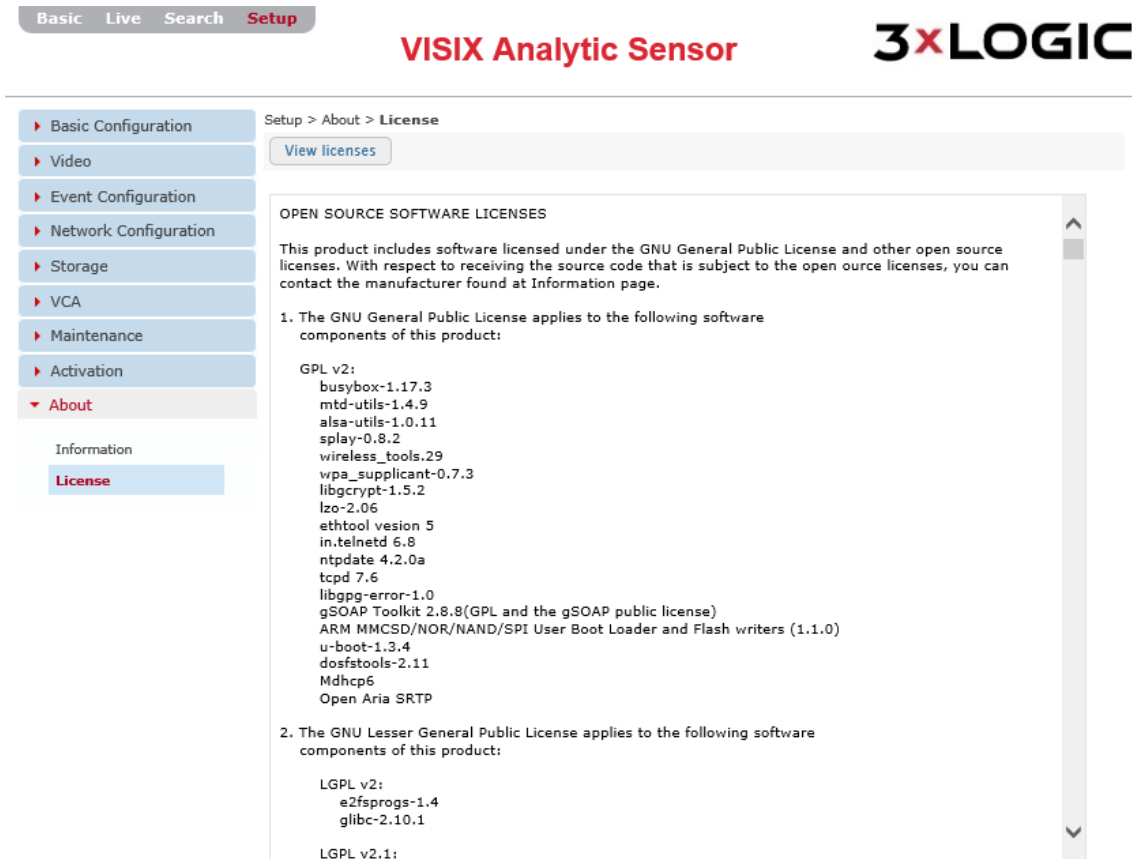 Basic Live Search Setup
VISIX Analytic Sensor
3xLOGIC
Basic Configuration
Video
Event Configuration
Network Configuration
Storage
VCA
Maintenance
Activation
About
Information
License
Setup > About > License
View licenses
OPEN SOURCE SOFTWARE LICENSES
This product includes software licensed under the GNU General Public License and other open source
licenses. With respect to receiving the source code that is subject to the open ource licenses, you can
contact the manufacturer found at Information page.
1. The GNU General Public License applies to the following software
components of this product:
GPL v2:
busybox-1.17.3
mtd-utils-1.4.9
alsa-utils-1.0.11
splay-0.8.2
wireless_tools.29
wpa_supplicant-0.7.3
libgcrypt-1.5.2
lzo-2.06
ethtool vesion 5
in.telnetd 6.8
ntpdate 4.2.0a
tcpd 7.6
libgpg-error-1.0
gSOAP Toolkit 2.8.8(GPL and the gSOAP public license)
ARM MMCSD/NOR/NAND/SPI User Boot Loader and Flash writers (1.1.0)
u-boot-1.3.4
dosfstools-2.11
Mdhcp6
Open Aria SRTP
2. The GNU Lesser General Public License applies to the following software
components of this product:
LGPL v2:
e2fsprogs-1.4
glibc-2.10.1
LGPL v2.1: